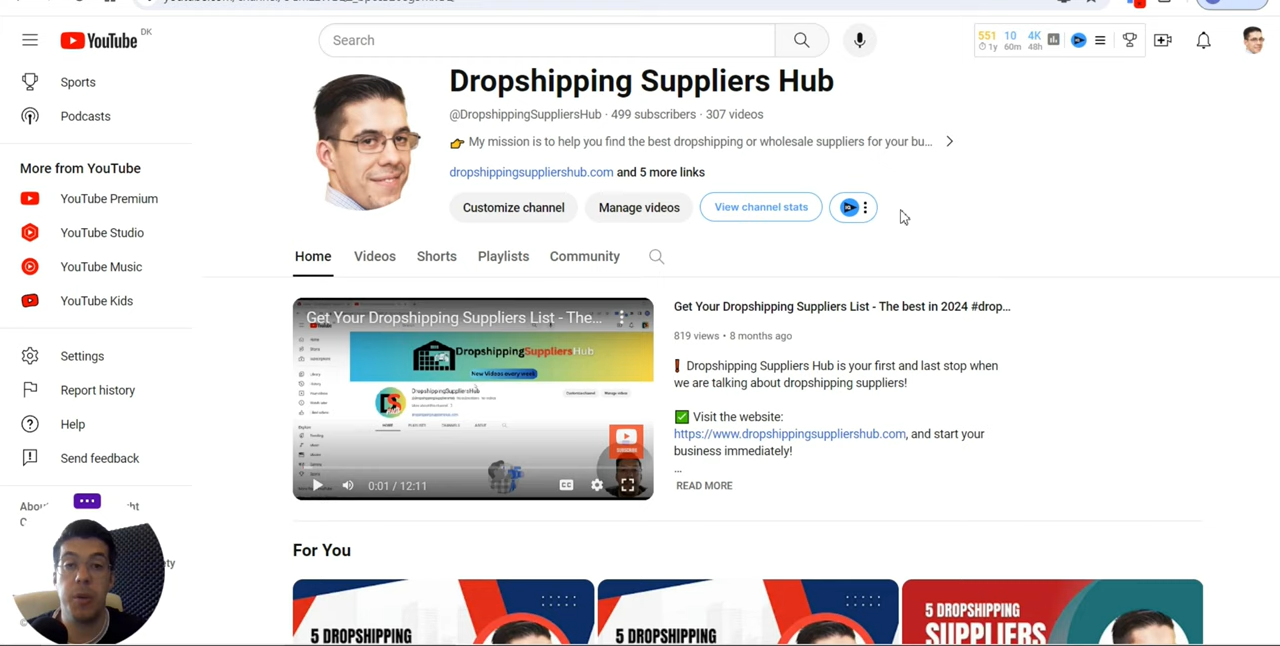 YouTube DK
Search
551 10 4K
1y 60m 48h
Sports
Podcasts
More from YouTube
YouTube Premium
YouTube Studio
YouTube Music
YouTube Kids
Settings
Report history
Help
Send feedback
Dropshipping Suppliers Hub
@DropshippingSuppliersHub · 499 subscribers · 307 videos
👉 My mission is to help you find the best dropshipping or wholesale suppliers for your bu...
dropshippingsuppliershub.com and 5 more links
Customize channel
Manage videos
View channel stats
Home
Videos
Shorts
Playlists
Community
Get Your Dropshipping Suppliers List - The...
DropshippingSuppliersHub
New Videos every week
DropshippingSuppliersHub
SUBSCRIBE
0:01 / 12:11
CC
Get Your Dropshipping Suppliers List - The best in 2024 #drop...
819 views • 8 months ago
❗ Dropshipping Suppliers Hub is your first and last stop when
we are talking about dropshipping suppliers!
✅ Visit the website:
https://www.dropshippingsuppliershub.com, and start your
business immediately!
...
READ MORE
For You
5 DROPSHIPPING
5 DROPSHIPPING
5 DROPSHIPPING
SUPPLIERS